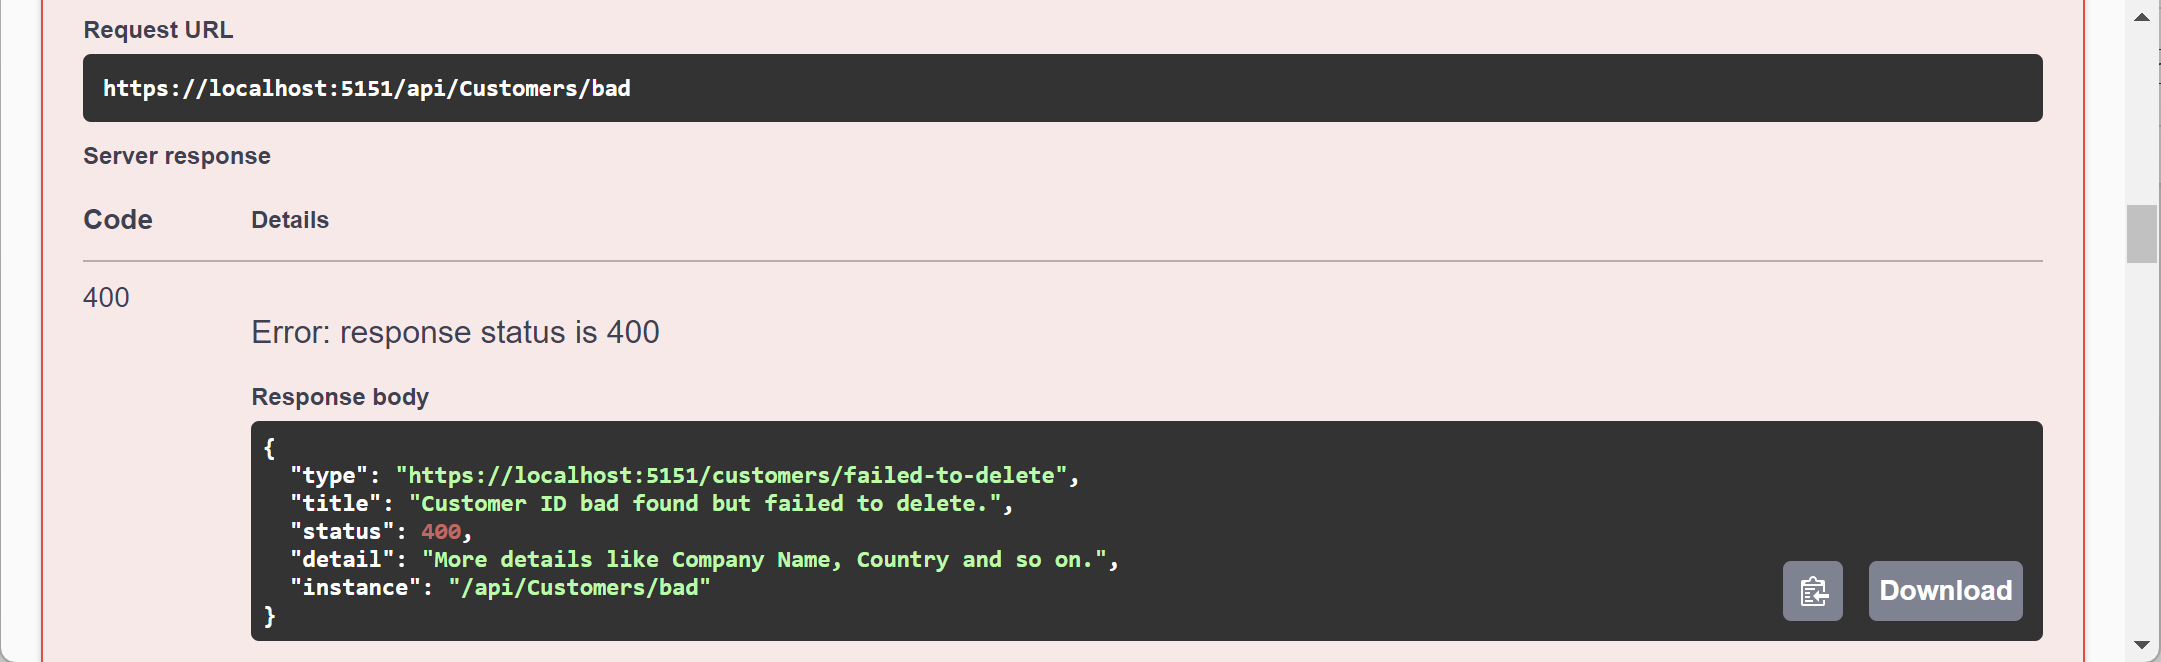 Request URL
https://localhost:5151/api/Customers/bad
Server response
Code Details
400
Error: response status is 400
Response body
{
  "type": "https://localhost:5151/customers/failed-to-delete",
  "title": "Customer ID bad found but failed to delete.",
  "status": 400,
  "detail": "More details like Company Name, Country and so on.",
  "instance": "/api/Customers/bad"
}
Download